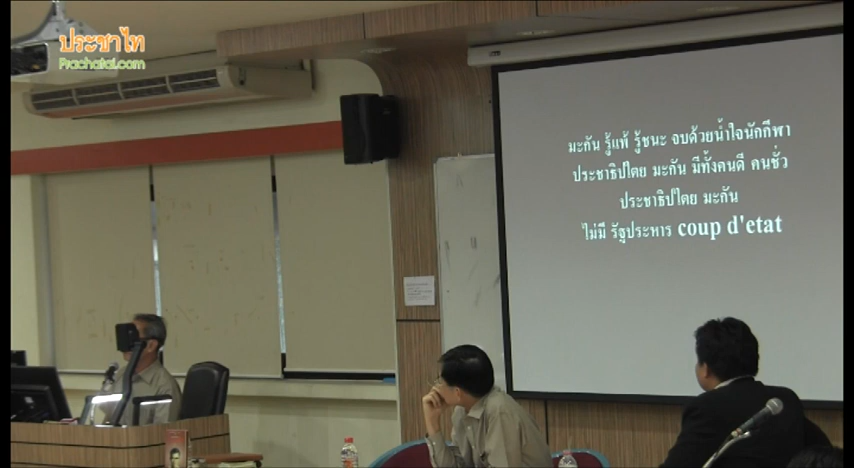 ประชาไท
Prachatai.com
มะกัน รู้แพ้ รู้ชนะ จบด้วยน้ำใจนักกีฬา
ประชาธิปไตย มะกัน มีทั้งคนดี คนชั่ว
ประชาธิปไตย มะกัน
ไม่มี รัฐประหาร coup d'etat